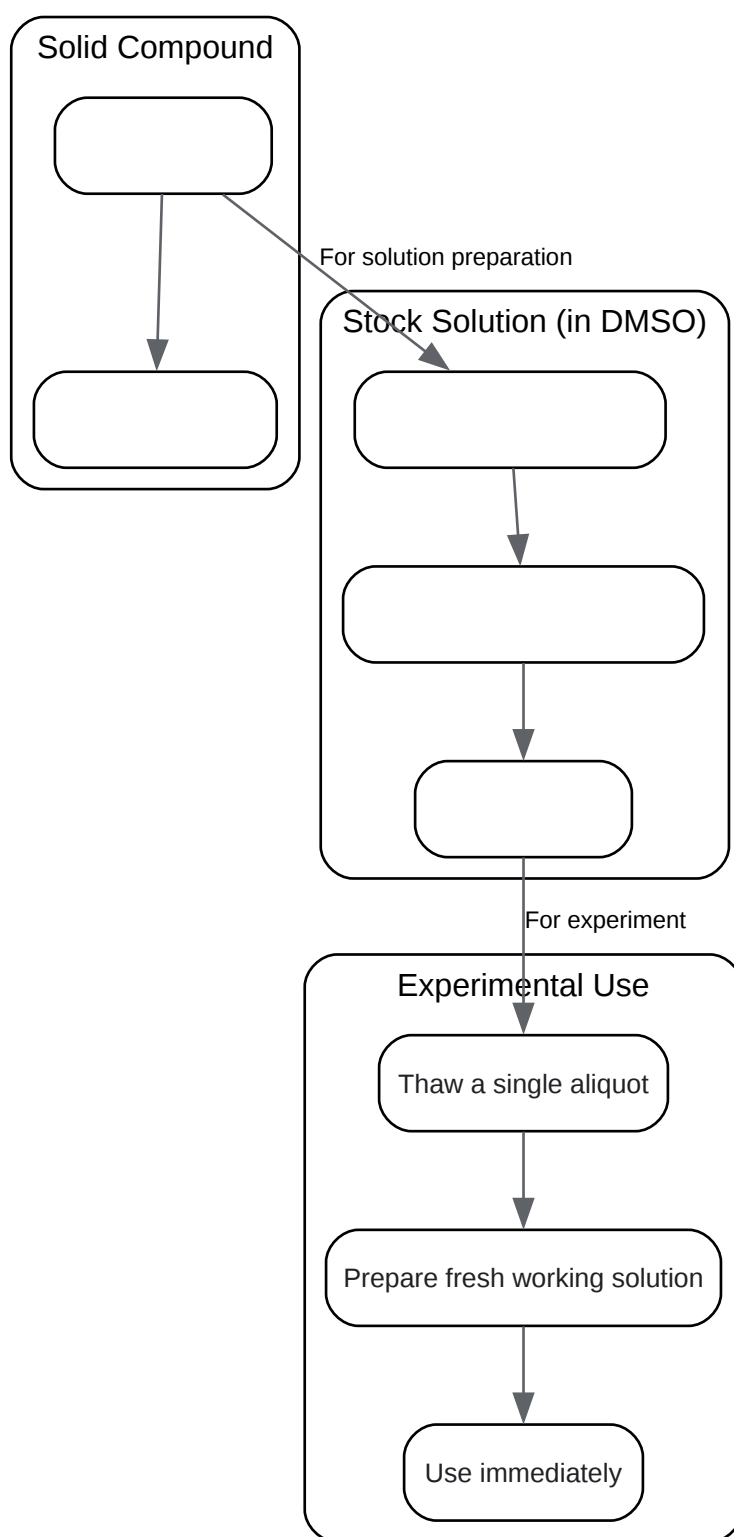 Solid Compound
For solution preparation
Stock Solution (in DMSO)
For experiment
Experimental Use
Thaw a single aliquot
Prepare fresh working solution
Use immediately